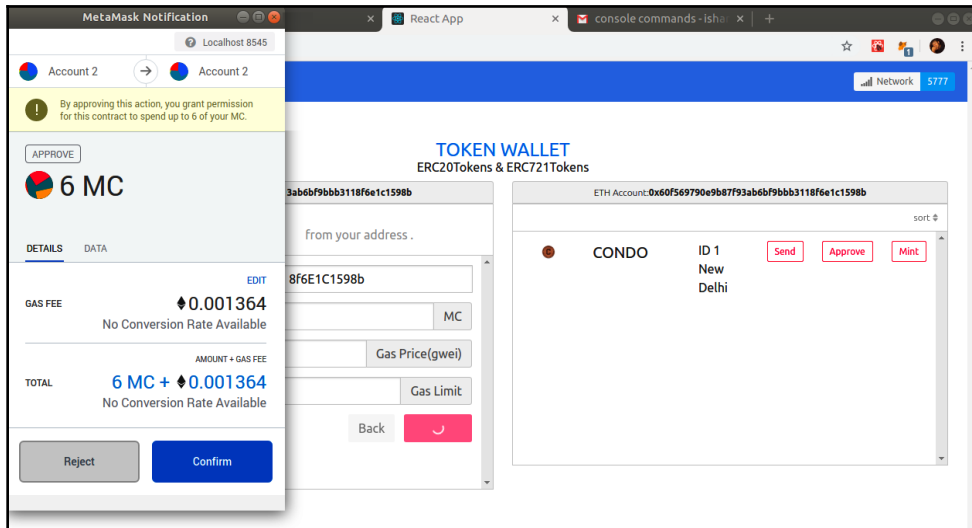 MetaMask Notification
Localhost 8545
Account 2
Account 2
By approving this action, you grant permission
for this contract to spend up to 6 of your MC.
APPROVE
6 MC
DETAILS
DATA
EDIT
GAS FEE
0.001364
No Conversion Rate Available
AMOUNT + GAS FEE
TOTAL
6 MC + 0.001364
No Conversion Rate Available
Reject
Confirm
React App
console commands - isha
1
Network
5777
TOKEN WALLET
ERC20Tokens & ERC721Tokens
3ab6bf9bbb3118f6e1c1598b
from your address .
8f6E1C1598b
MC
Gas Price(gwei)
Gas Limit
Back
ETH Account:0x60f569790e9b87f93ab6bf9bbb3118f6e1c1598b
sort
C
CONDO
ID 1
New
Delhi
Send
Approve
Mint